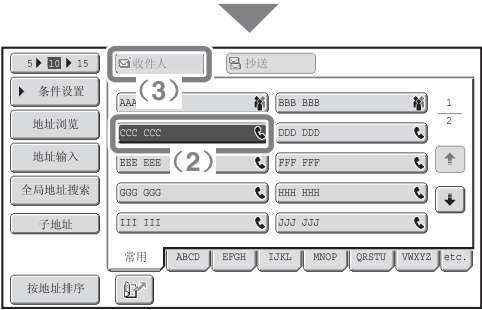 5 10 15
收件人
抄送
条件设置
(3)
AAA
BBB BBB
1
2
地址浏览
CCC CCC
DDD DDD
地址输入
EEE EEE
(2)
FFF FFF
全局地址搜索
GGG GGG
HHH HHH
子地址
III III
JJJ JJJ
常用 ABCD EFGH IJKL MNOP QRSTU VWXYZ etc.
按地址排序